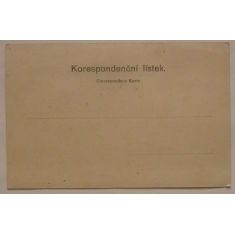 Korespondanční lístek.
Correspondenz-Karte